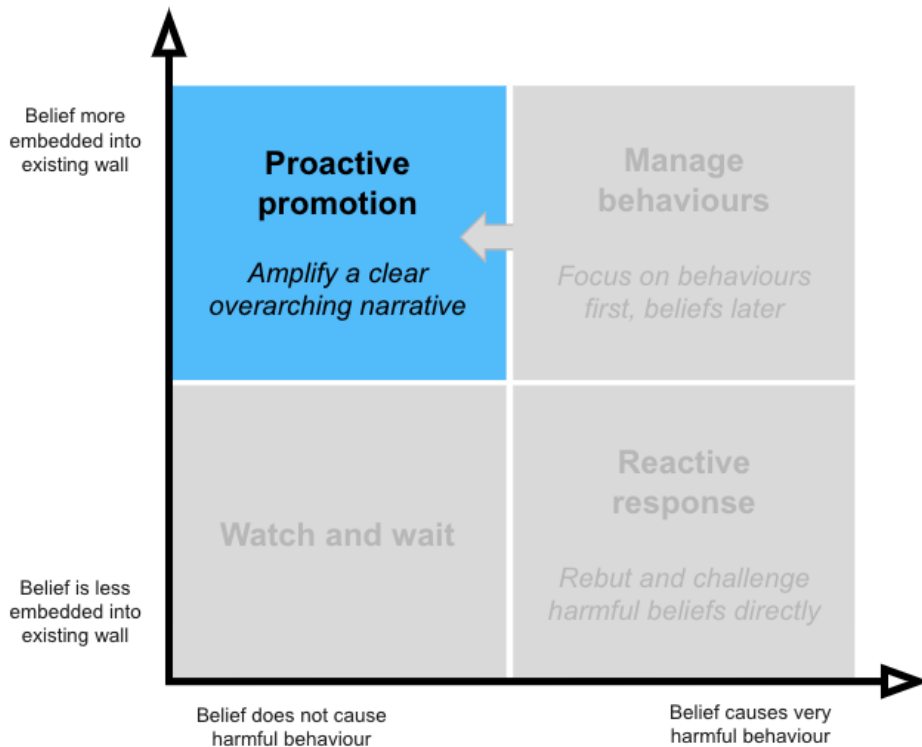 Belief more
embedded into
existing wall
Proactive
promotion
Amplify a clear
overarching narrative
Manage
behaviours
Focus on behaviours
first, beliefs later
Watch and wait
Reactive
response
Rebut and challenge
harmful beliefs directly
Belief is less
embedded into
existing wall
Belief does not cause
harmful behaviour
Belief causes very
harmful behaviour